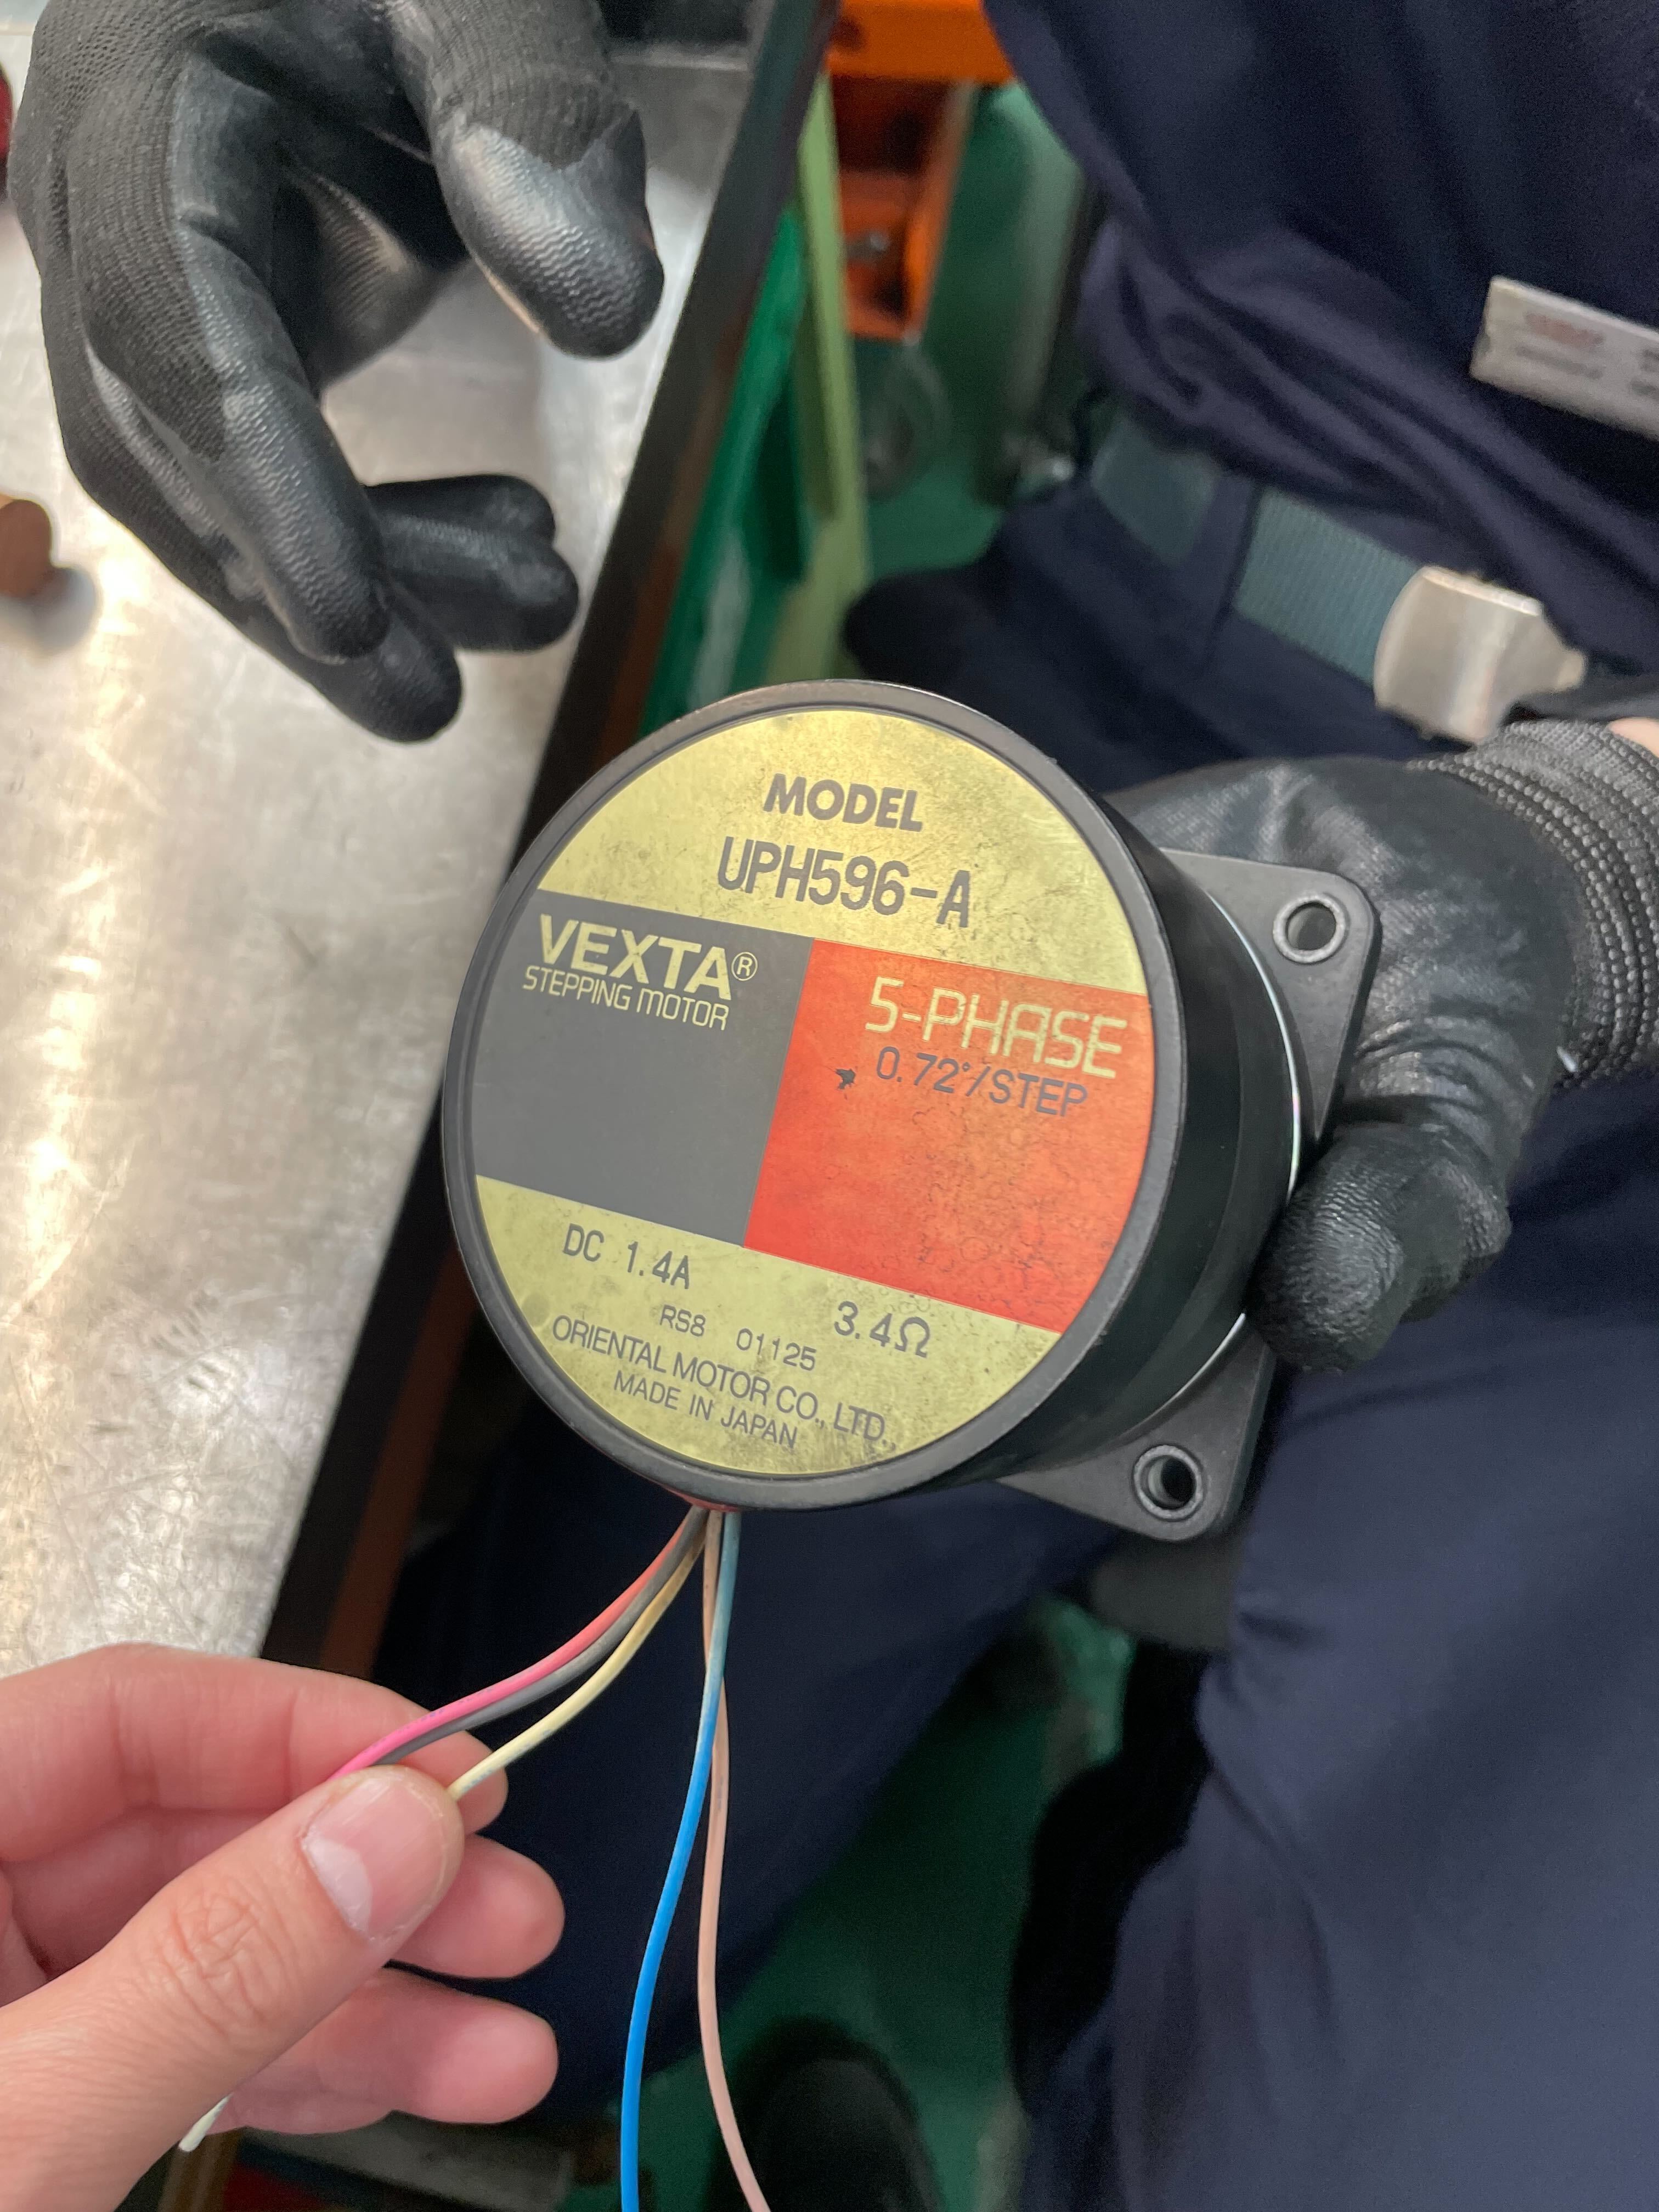 MODEL
UPH596-A
VEXTA®
STEPPING MOTOR
5-PHASE
0.72°/STEP
DC 1.4A
3.4Ω
RS8 01125
ORIENTAL MOTOR CO., LTD.
MADE IN JAPAN